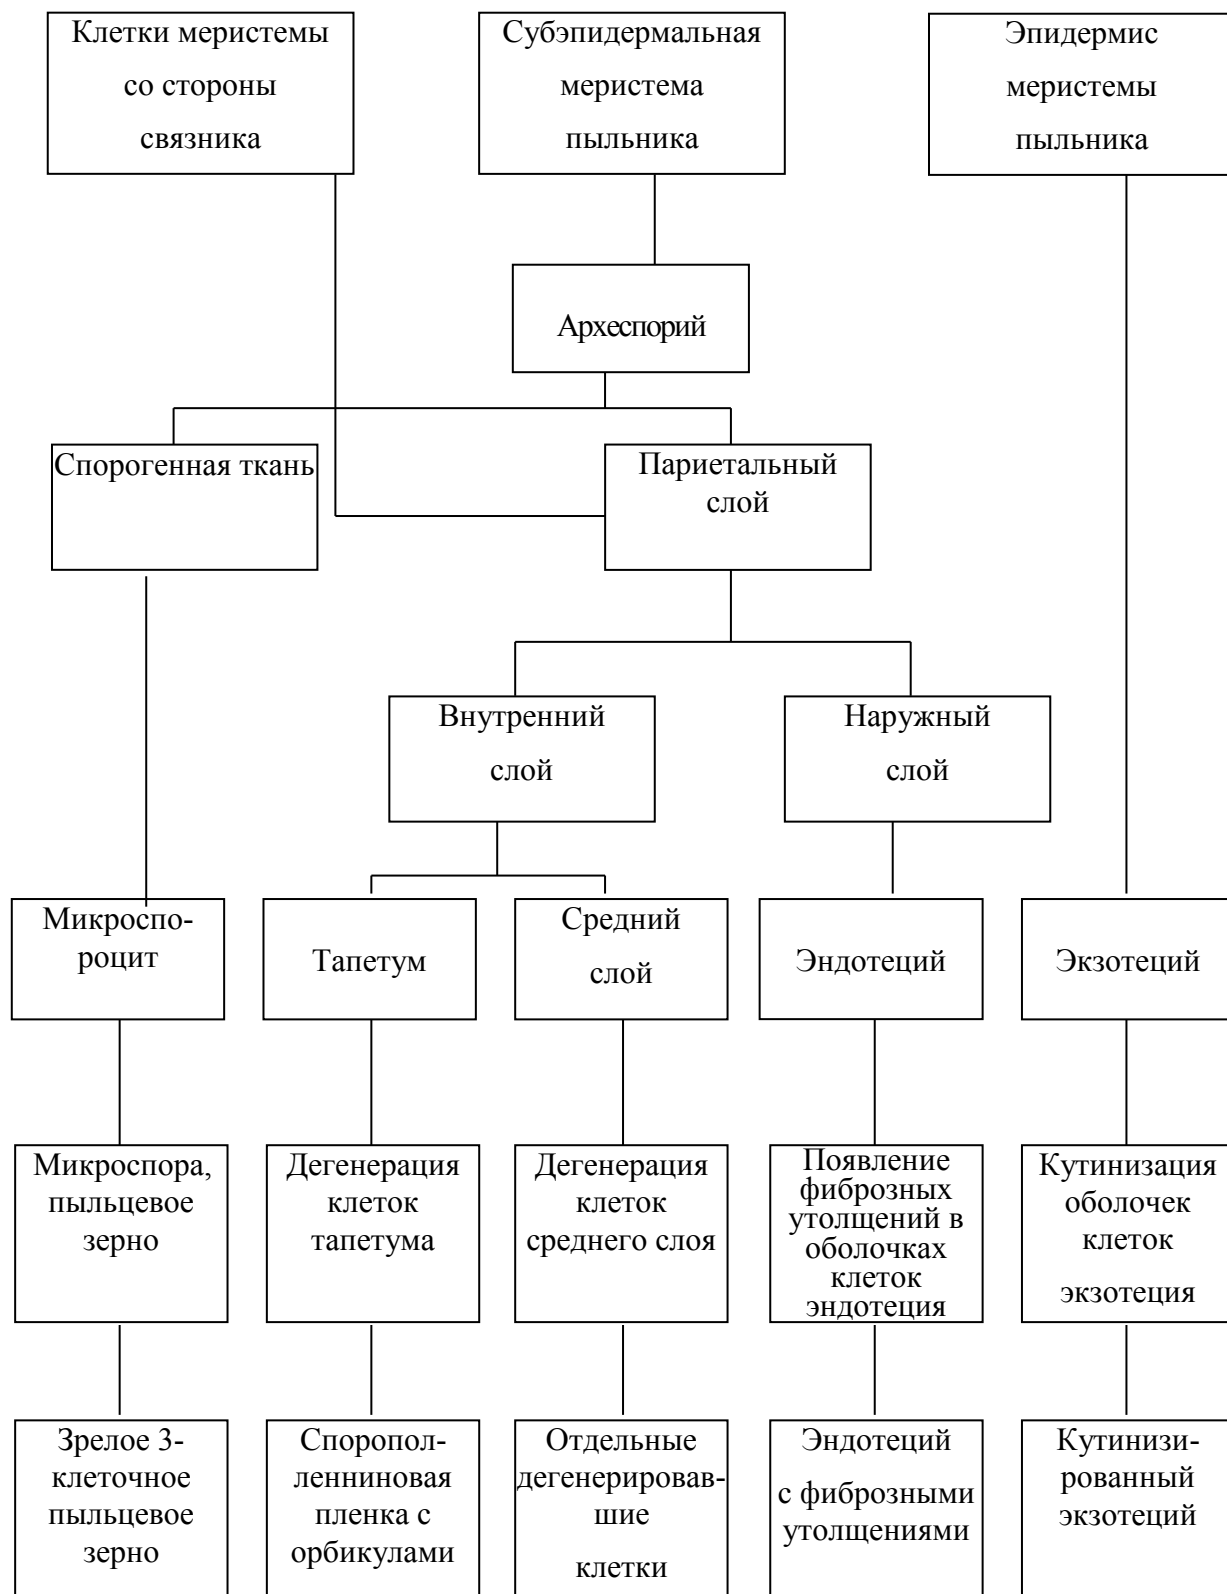 Клетки меристемы
со стороны
связника
Субэпидермальная
меристема
пыльника
Эпидермис
меристемы
пыльника
Археспорий
Спорогенная ткань
Париетальный
слой
Внутренний
слой
Наружный
слой
Микроспо-
роцит
Тапетум
Средний
слой
Эндотеций
Экзотеций
Микроспора,
пыльцевое
зерно
Дегенерация
клеток
тапетума
Дегенерация
клеток
среднего слоя
Появление
фиброзных
утолщений в
оболочках
клеток
эндотеция
Кутинизация
оболочек
клеток
экзотеция
Зрелое 3-
клеточное
пыльцевое
зерно
Споропол-
лениновая
пленка с
орбикулами
Отдельные
дегенерировав-
шие
клетки
Эндотеций
с фиброзными
утолщениями
Кутинизи-
рованный
экзотеций